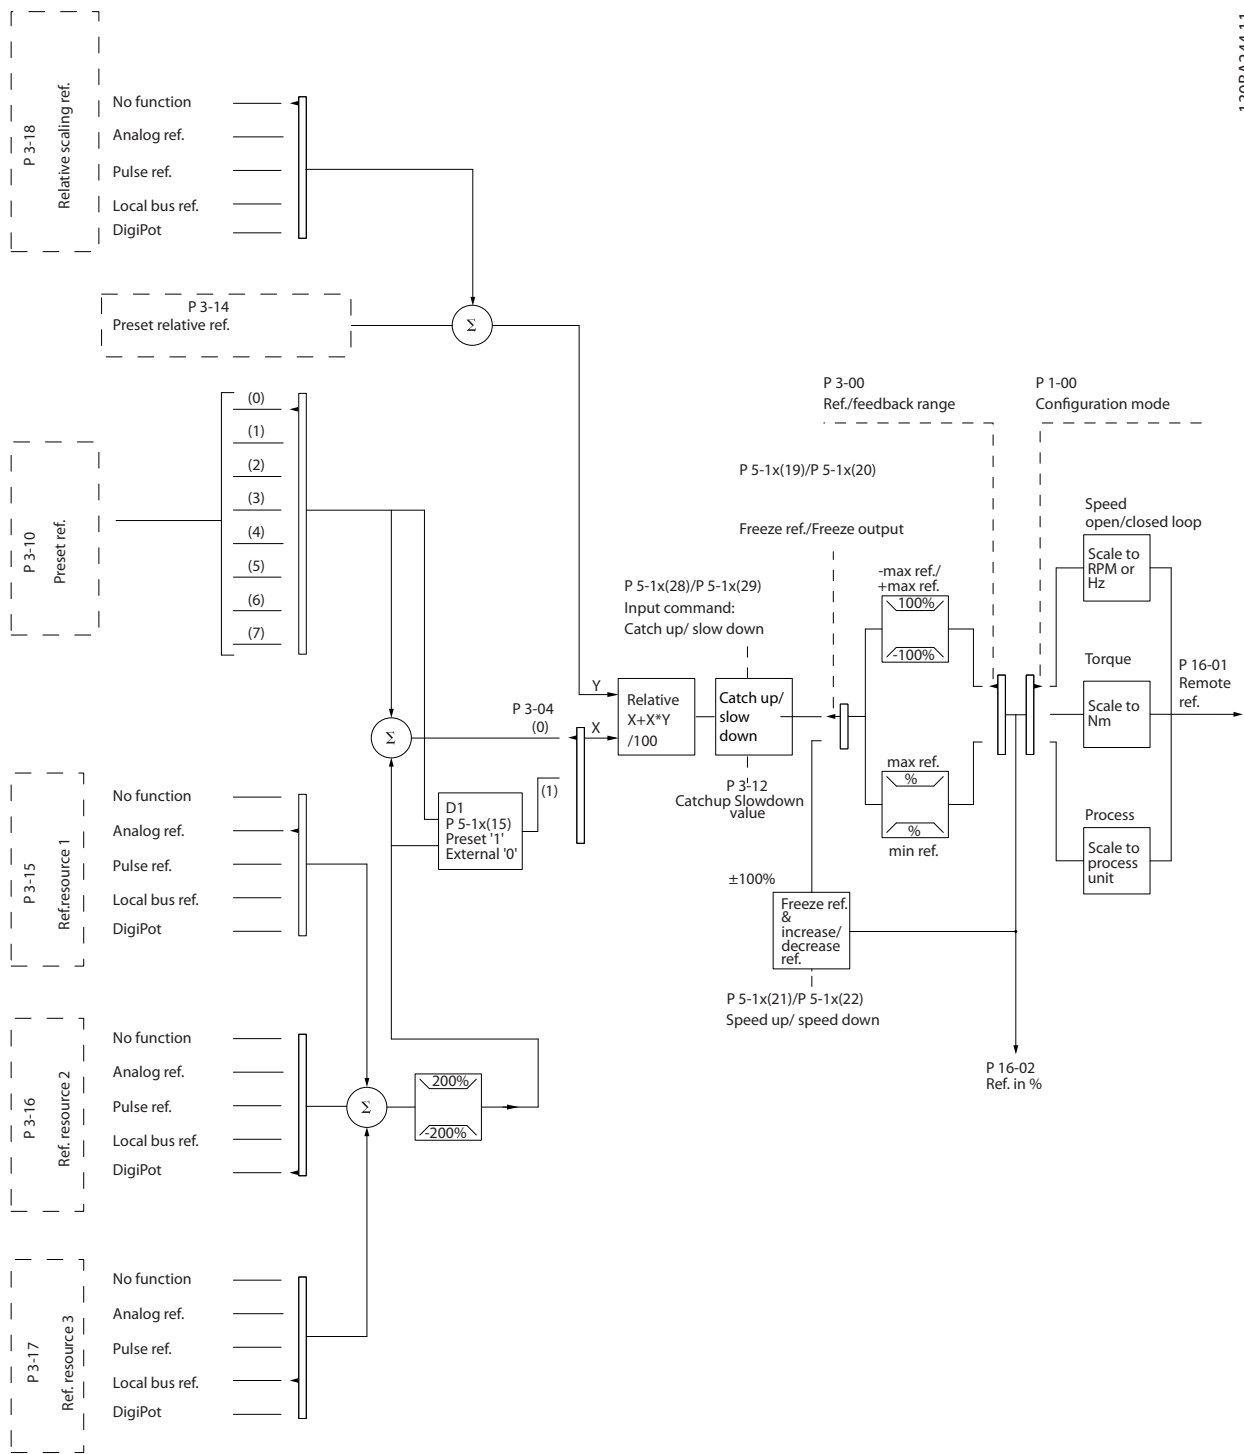 130BA244.11
P 3-18
Relative scaling ref.
No function
Analog ref.
Pulse ref.
Local bus ref.
DigiPot
P 3-14
Preset relative ref.
Σ
P 3-10
Preset ref.
(0)
(1)
(2)
(3)
(4)
(5)
(6)
(7)
P 3-00
Ref./feedback range
P 1-00
Configuration mode
P 5-1x(19)/P 5-1x(20)
Freeze ref./Freeze output
P 5-1x(28)/P 5-1x(29)
Input command:
Catch up/ slow down
-max ref./
+max ref.
100%
-100%
Speed
open/closed loop
Scale to
RPM or
Hz
Torque
Scale to
Nm
Process
Scale to
process
unit
P 16-01
Remote
ref.
Y
X
Relative
X+X*Y
/100
Catch up/
slow
down
P 3-12
Catchup Slowdown
value
max ref.
%
%
min ref.
Σ
P 3-04
(0)
(1)
D1
P 5-1x(15)
Preset '1'
External '0'
±100%
Freeze ref.
&
increase/
decrease
ref.
P 5-1x(21)/P 5-1x(22)
Speed up/ speed down
P 16-02
Ref. in %
P 3-15
Ref.resource 1
No function
Analog ref.
Pulse ref.
Local bus ref.
DigiPot
P 3-16
Ref. resource 2
No function
Analog ref.
Pulse ref.
Local bus ref.
DigiPot
Σ
200%
-200%
P 3-17
Ref. resource 3
No function
Analog ref.
Pulse ref.
Local bus ref.
DigiPot